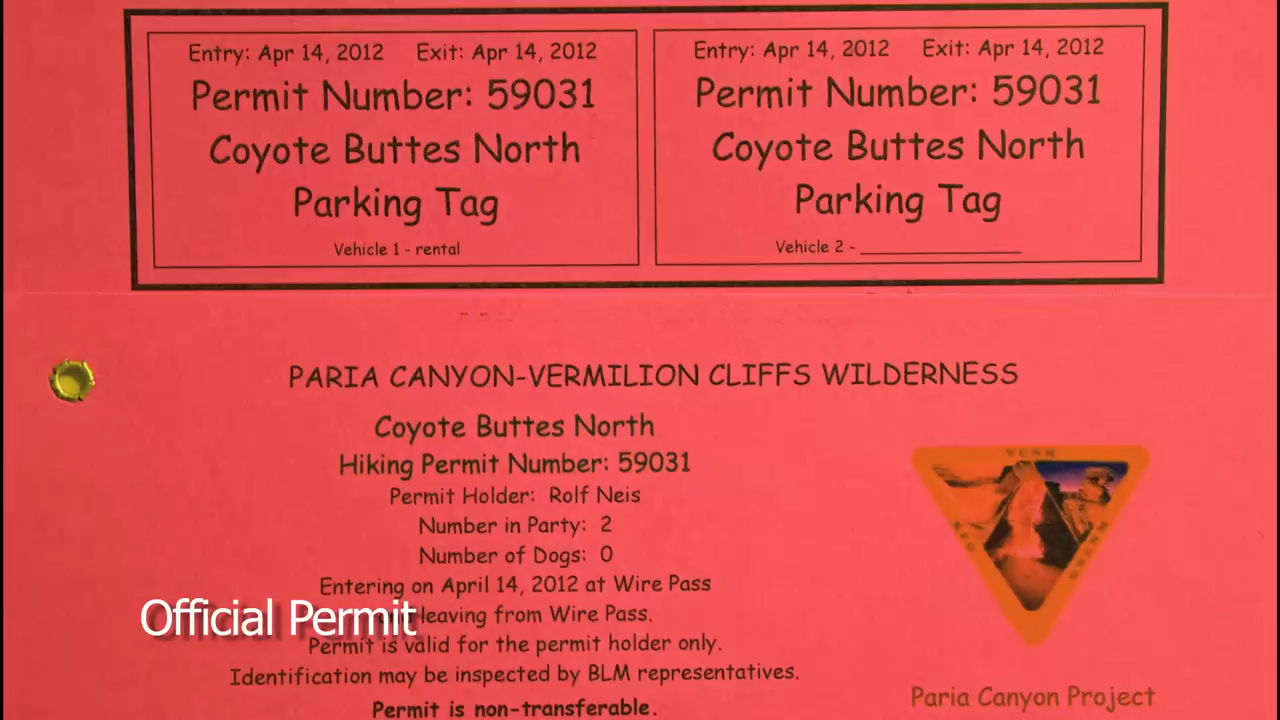 Entry: Apr 14, 2012 Exit: Apr 14, 2012
Permit Number: 59031
Coyote Buttes North
Parking Tag
Vehicle 1 - rental
Entry: Apr 14, 2012 Exit: Apr 14, 2012
Permit Number: 59031
Coyote Buttes North
Parking Tag
Vehicle 2 - ____________________
PARIA CANYON-VERMILION CLIFFS WILDERNESS
Coyote Buttes North
Hiking Permit Number: 59031
Permit Holder: Rolf Neis
Number in Party: 2
Number of Dogs: 0
Entering on April 14, 2012 at Wire Pass
leaving from Wire Pass.
Official Permit
Permit is valid for the permit holder only.
Identification may be inspected by BLM representatives.
Permit is non-transferable.
Paria Canyon Project